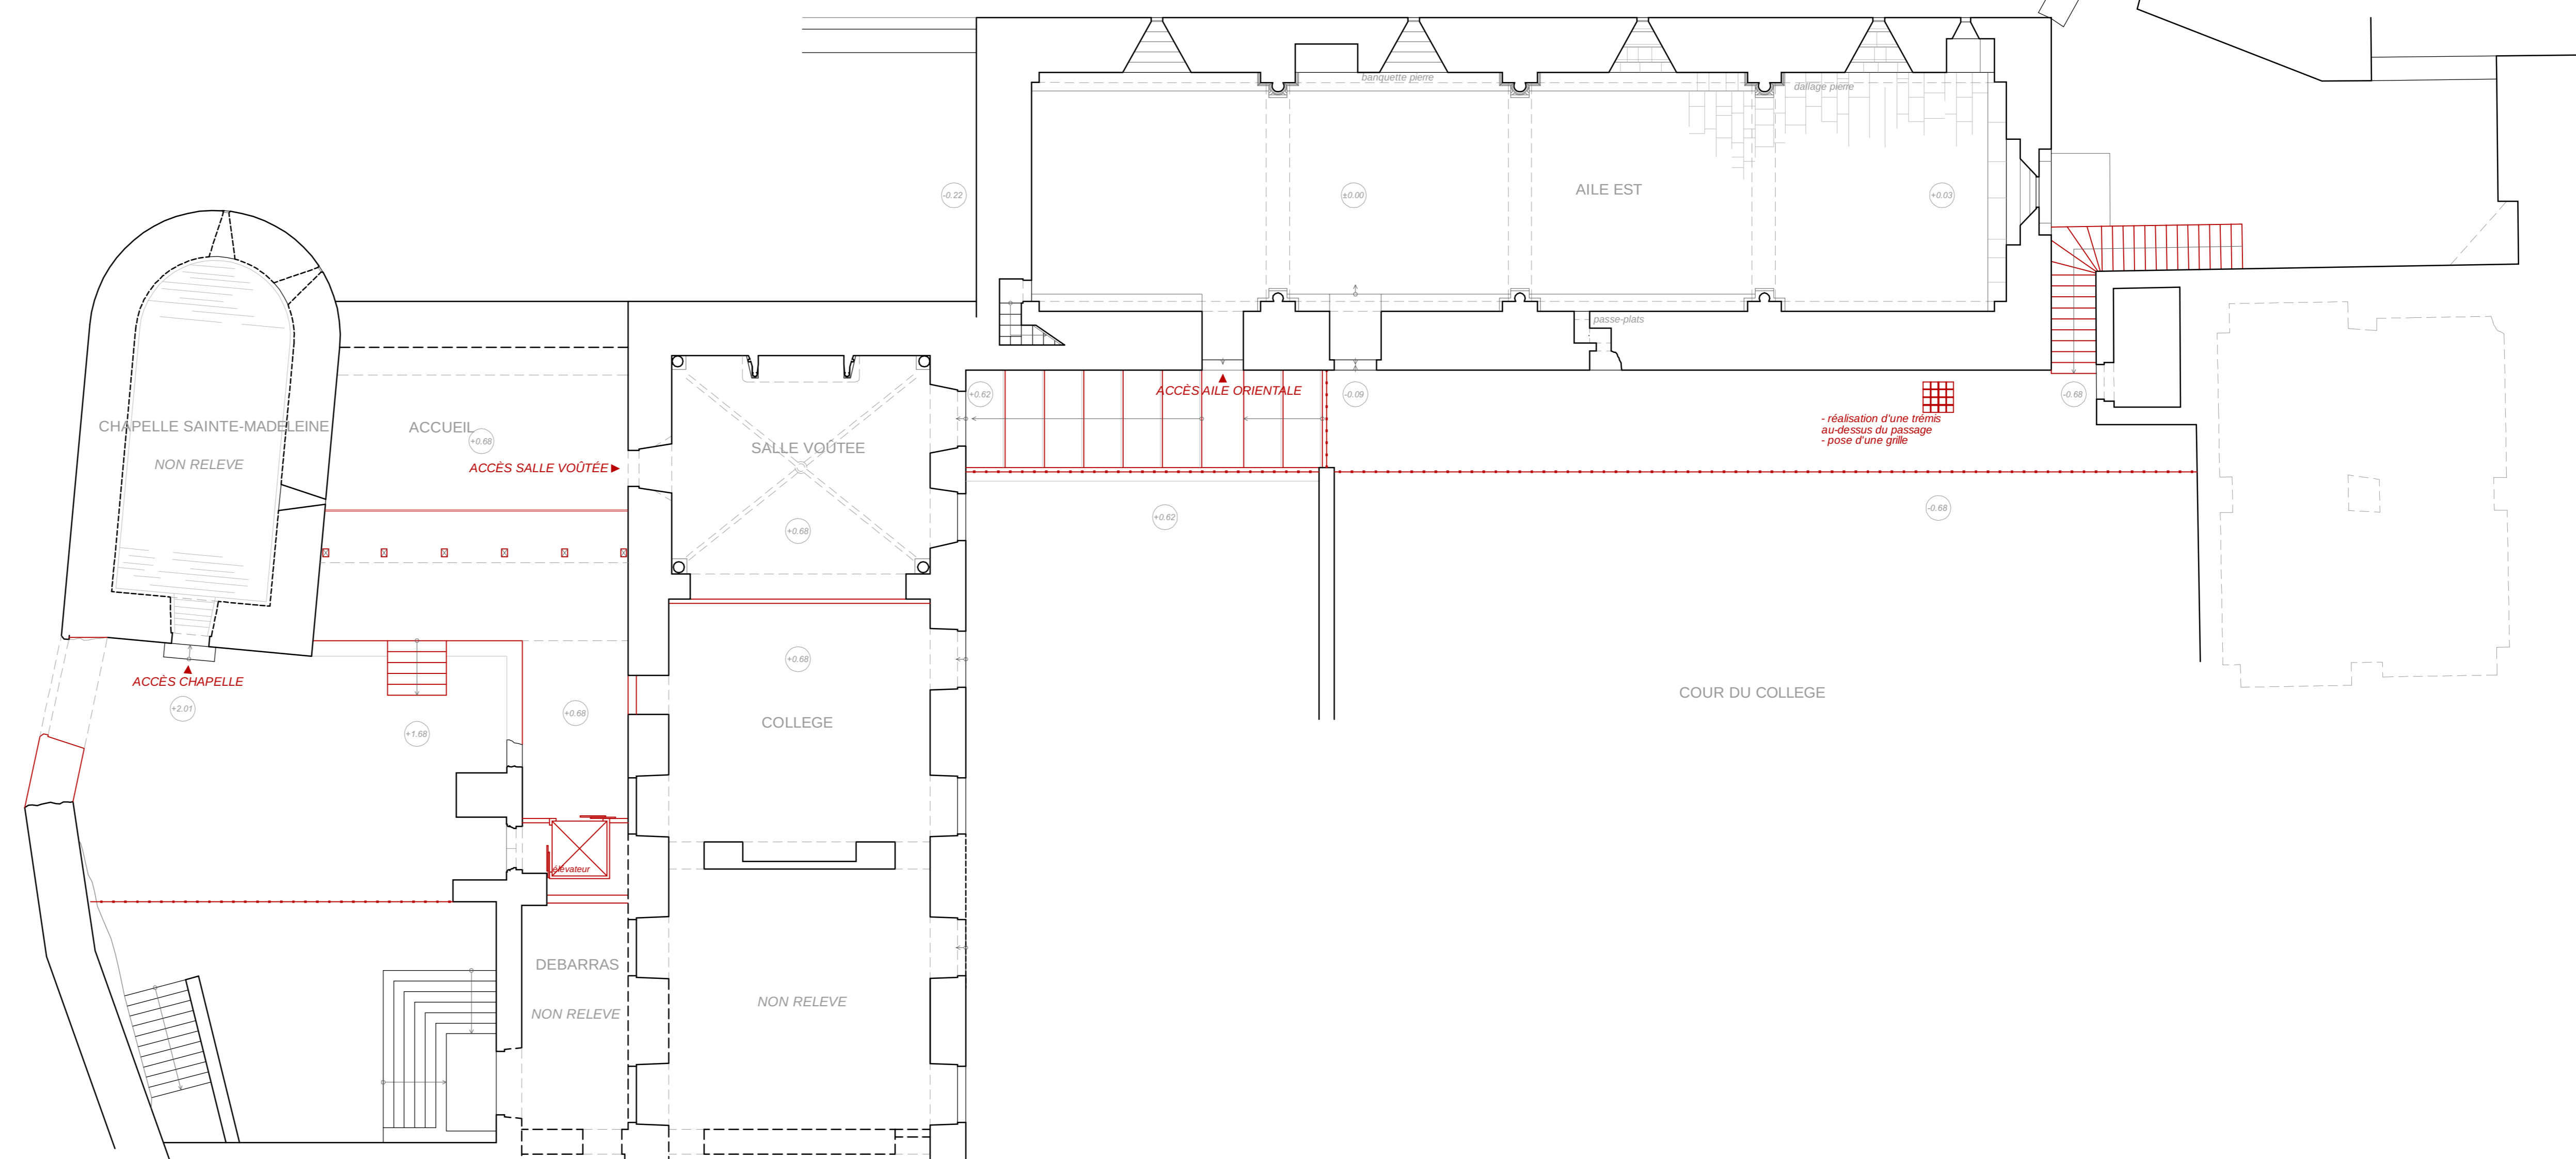 banquette pierre
dallage pierre
AILE EST
-0.22
±0.00
+0.03
passe-plats
+0.62
ACCÈS AILE ORIENTALE
-0.09
-0.68
- réalisation d'une trémis
au-dessus du passage
- pose d'une grille
CHAPELLE SAINTE-MADELEINE
NON RELEVE
ACCUEIL
+0.68
ACCÈS SALLE VOÛTÉE
SALLE VOUTEE
+0.68
+0.62
-0.68
ACCÈS CHAPELLE
+2.01
+1.68
+0.68
+0.68
COLLEGE
COUR DU COLLEGE
élévateur
DEBARRAS
NON RELEVE
NON RELEVE